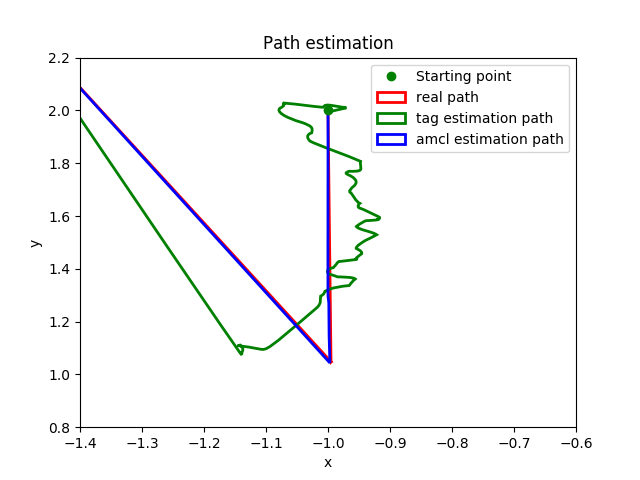 Path estimation
Starting point
real path
tag estimation path
amcl estimation path
y
2.2
2.0
1.8
1.6
1.4
1.2
1.0
0.8
−1.4 −1.3 −1.2 −1.1 −1.0 −0.9 −0.8 −0.7 −0.6
x